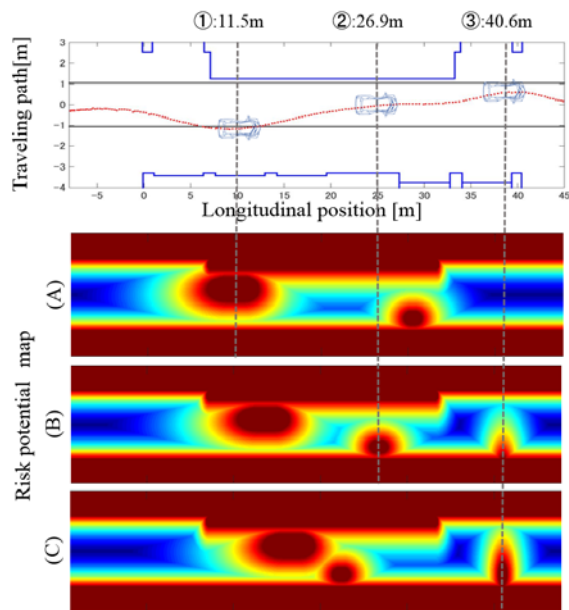 ①:11.5m ②:26.9m ③:40.6m
Traveling path[m]
3
2
1
0
-1
-2
-3
-4
-5 0 5 10 15 20 25 30 35 40 45
Longitudinal position [m]
Risk potential map
(A)
(B)
(C)